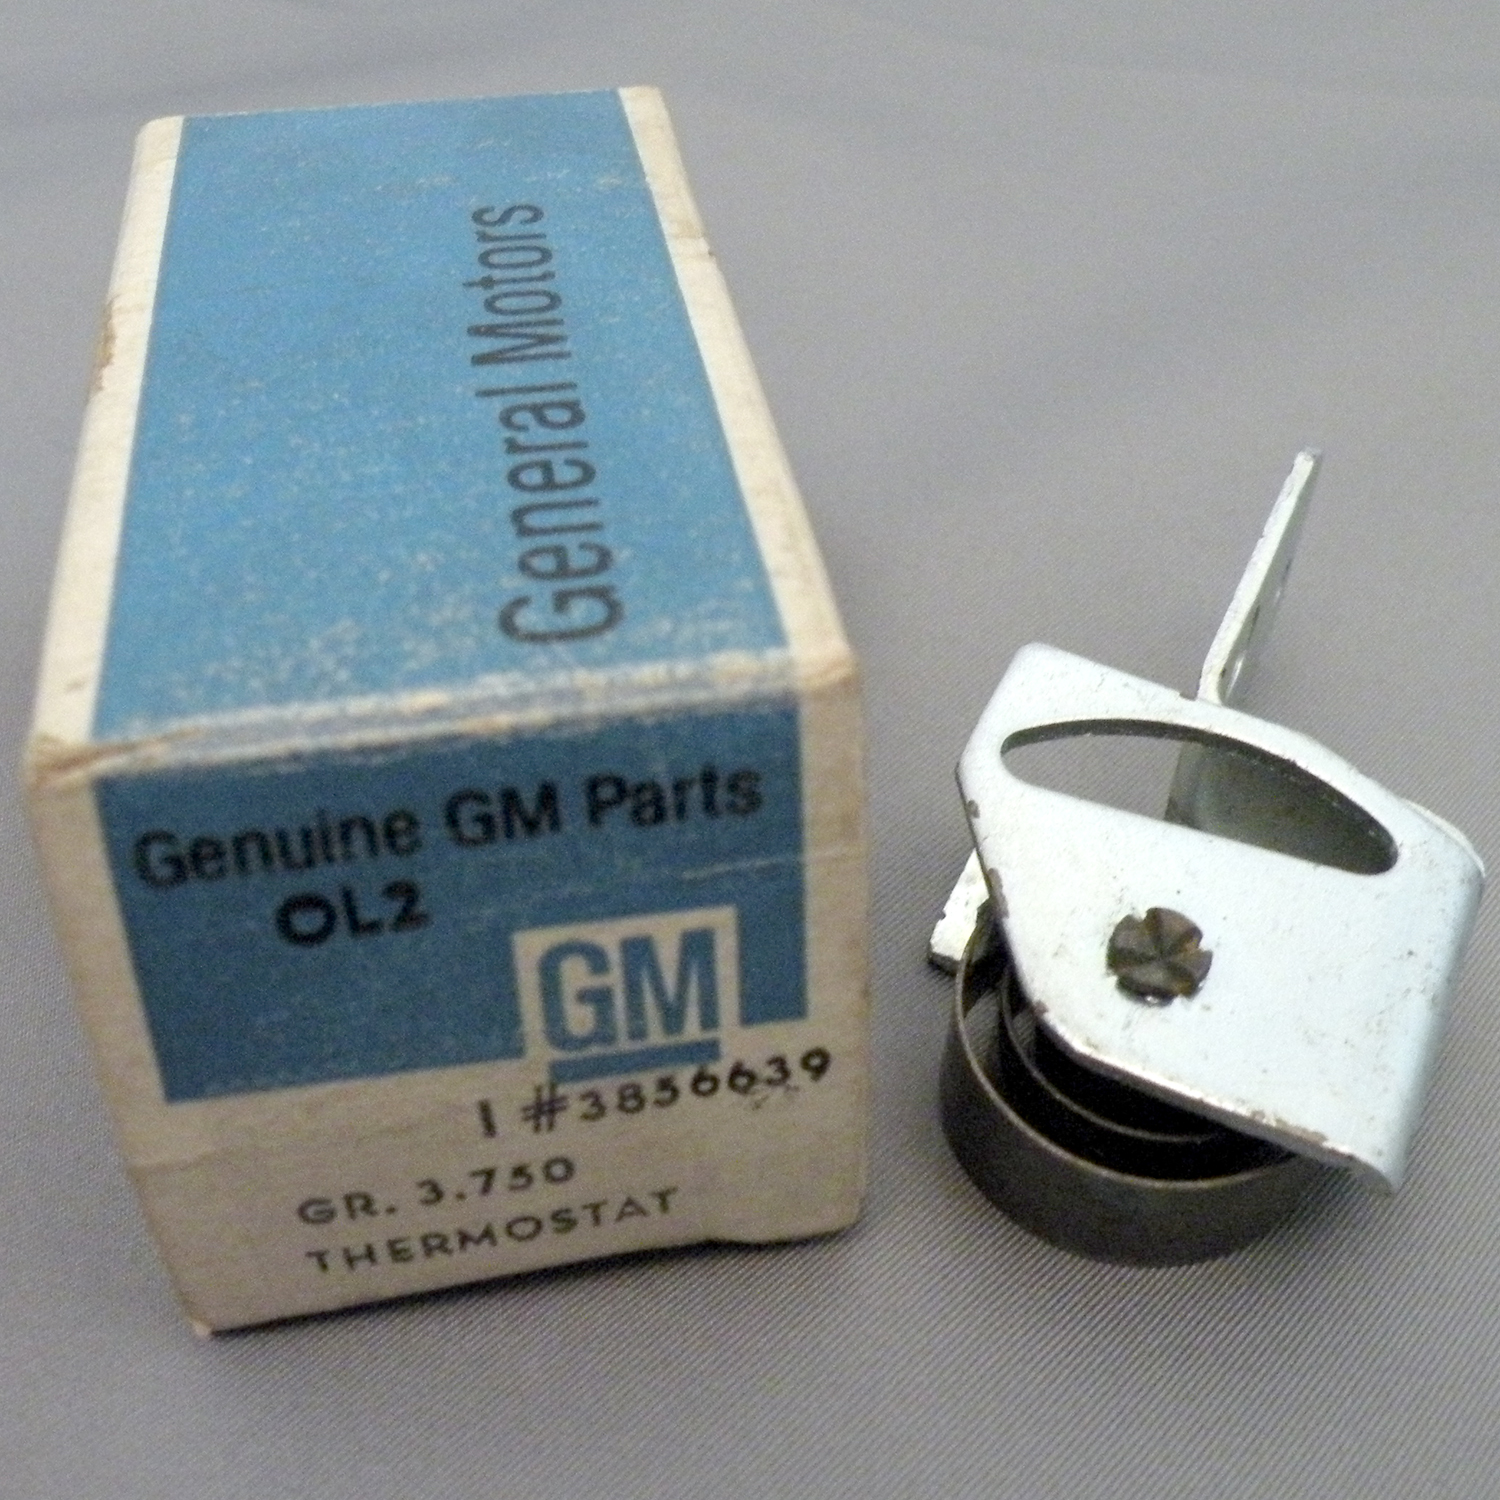 General Motors
Genuine GM Parts
OL2
GM
1 #3856639
GR. 3.750
THERMOSTAT